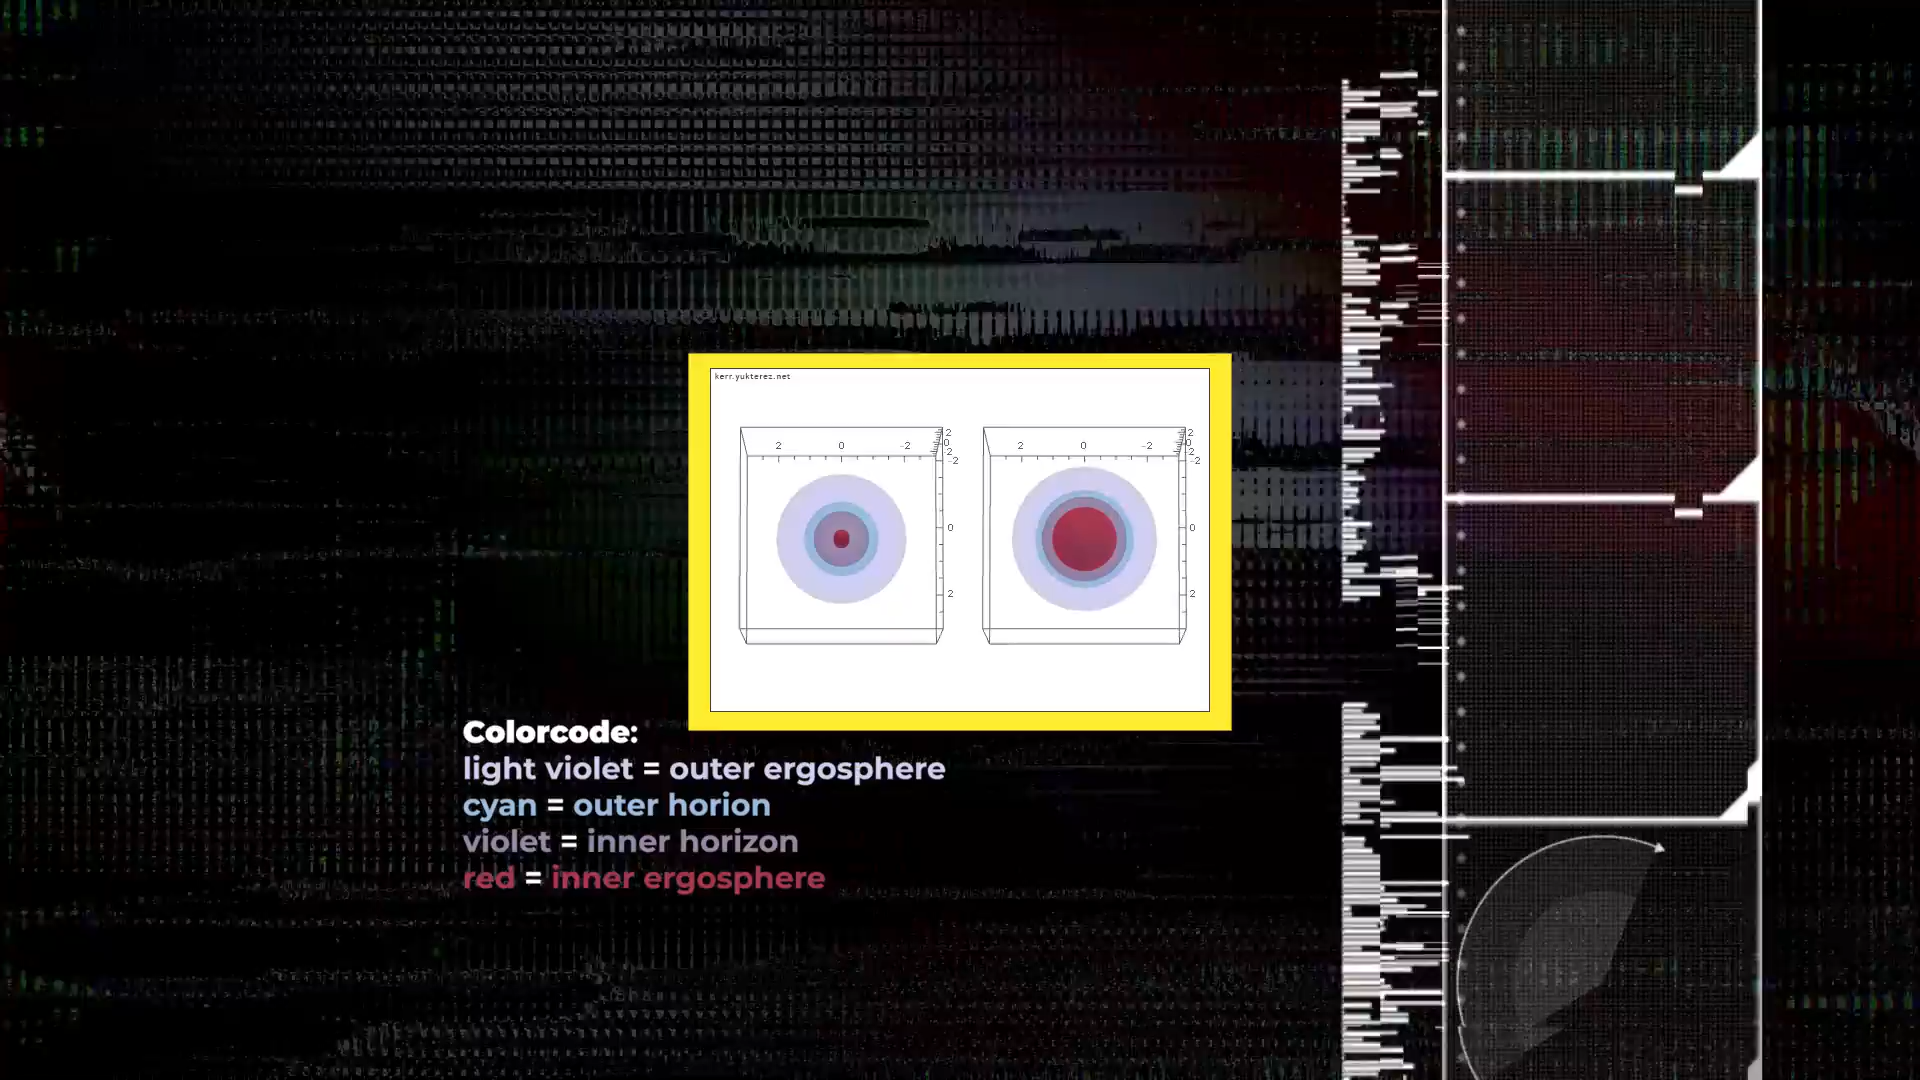 kerr.yukterez.net
2 0 -2 2 0 -2 -2 0 2
2 0 -2 2 0 -2 -2 0 2
Colorcode:
light violet = outer ergosphere
cyan = outer horion
violet = inner horizon
red = inner ergosphere